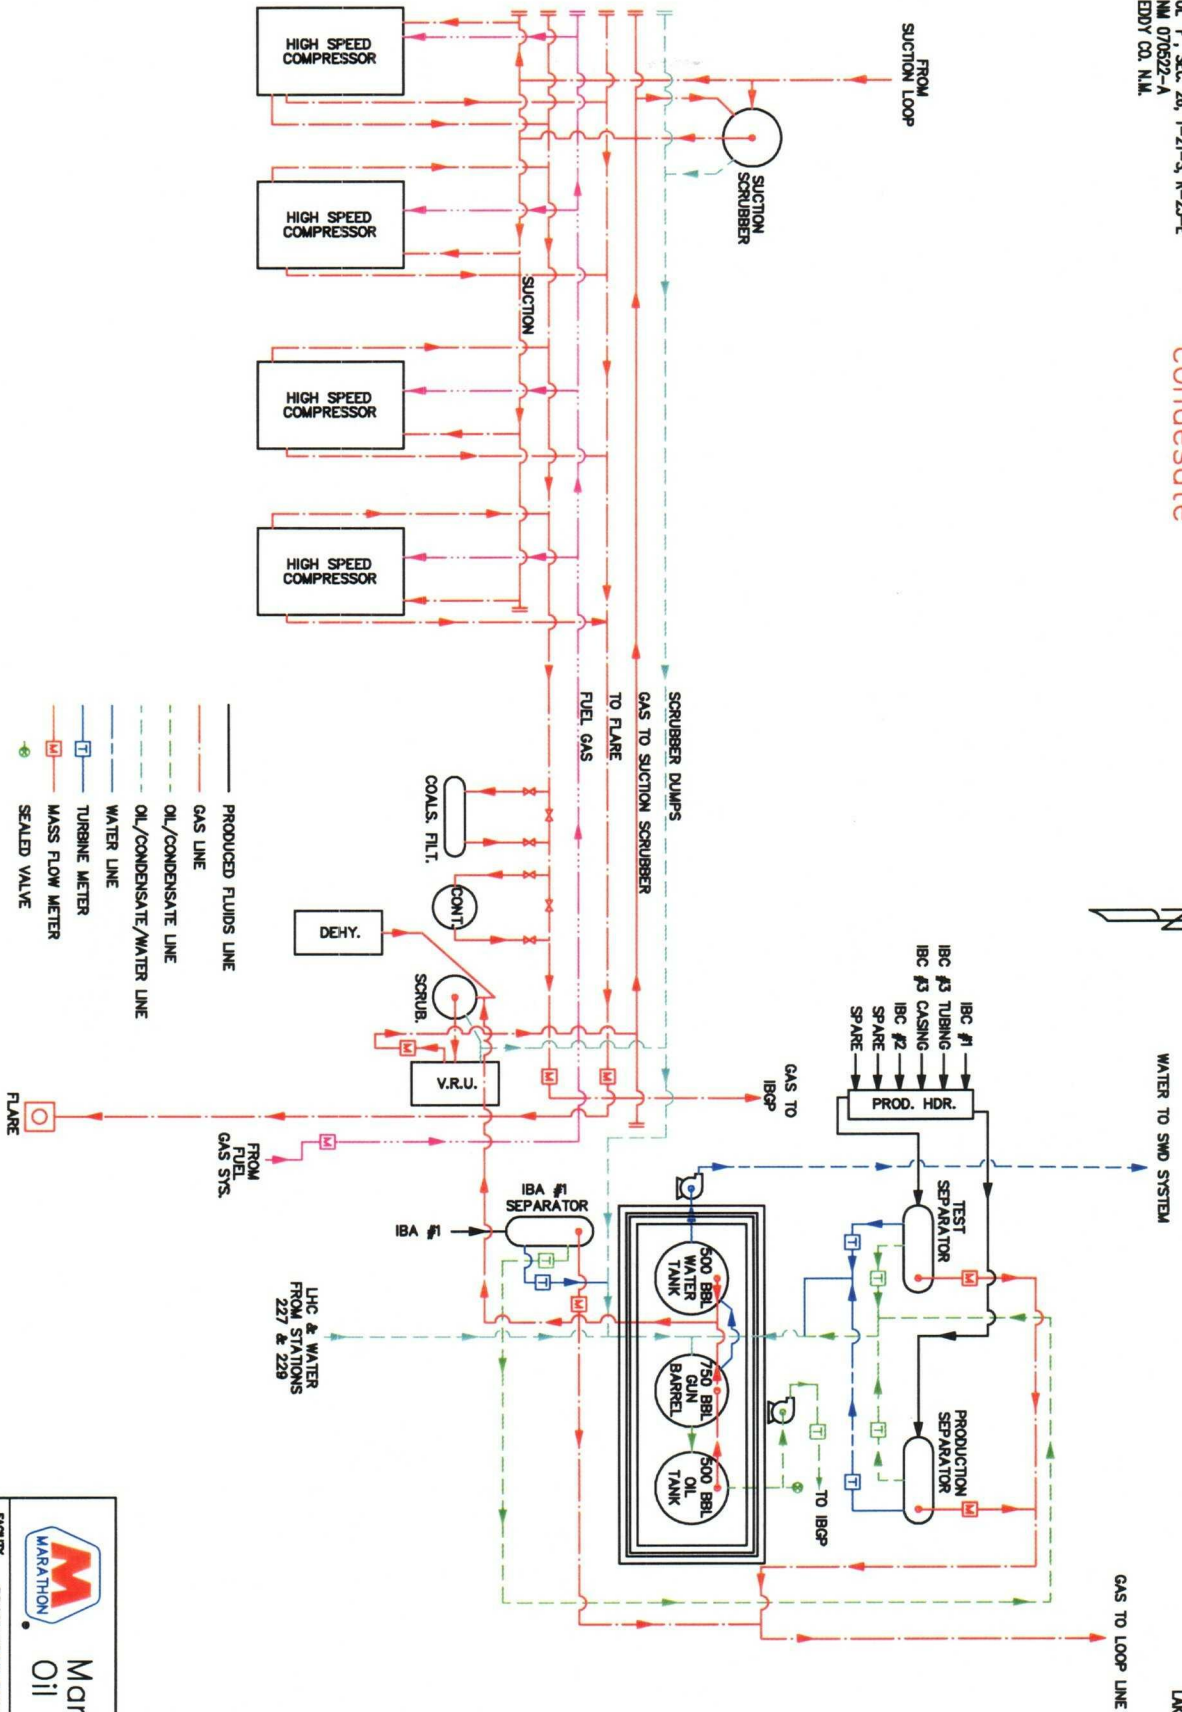 NM 070522-A
EDDY CO. N.M.
FROM
SUCTION LOOP
SUCTION
SCRUBBER
HIGH SPEED
COMPRESSOR
HIGH SPEED
COMPRESSOR
HIGH SPEED
COMPRESSOR
HIGH SPEED
COMPRESSOR
SUCTION
SCRUBBER DUMPS
GAS TO SUCTION SCRUBBER
TO FLARE
FUEL GAS
COALS. FILT.
CONT.
DEHY.
SCRUB.
V.R.U.
M
M
M
M
GAS TO
IBGP
FROM
FUEL
GAS SYS.
FLARE
PRODUCED FLUIDS LINE
GAS LINE
OIL/CONDENSATE LINE
OIL/CONDENSATE/WATER LINE
WATER LINE
T
TURBINE METER
M
MASS FLOW METER
SEALED VALVE
N
WATER TO SWD SYSTEM
IBC #1
IBC #3 TUBING
IBC #3 CASING
IBC #2
SPARE
SPARE
PROD. HDR.
TEST
SEPARATOR
PRODUCTION
SEPARATOR
T
T
M
T
T
M
IBA #1
SEPARATOR
IBA #1
T
T
M
LHC & WATER
FROM STATIONS
227 & 229
500 BBL
WATER
TANK
750 BBL
GUN
BARREL
500 BBL
OIL
TANK
T
TO IBGP
GAS TO LOOP LINE
M
MARATHON
Oil